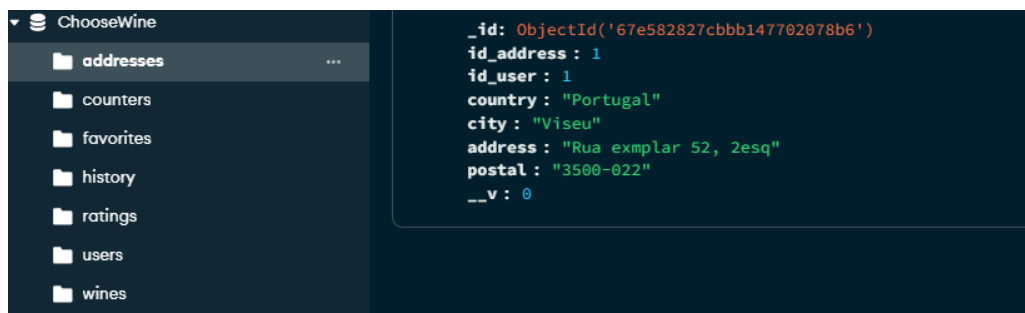 ChooseWine
addresses ...
counters
favorites
history
ratings
users
wines
_id: ObjectId('67e582827cbbb147702078b6')
id_address : 1
id_user : 1
country : "Portugal"
city : "Viseu"
address : "Rua exmplar 52, 2esq"
postal : "3500-022"
__v : 0